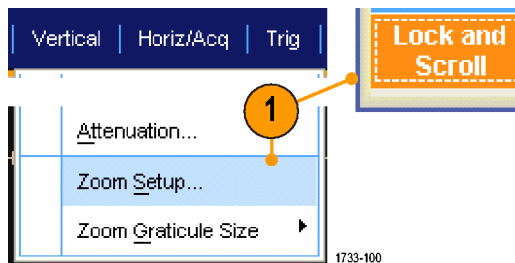 Vertical | Horiz/Acq | Trig |
Lock and
Scroll
1
Attenuation...
Zoom Setup...
Zoom Graticule Size
1733-100